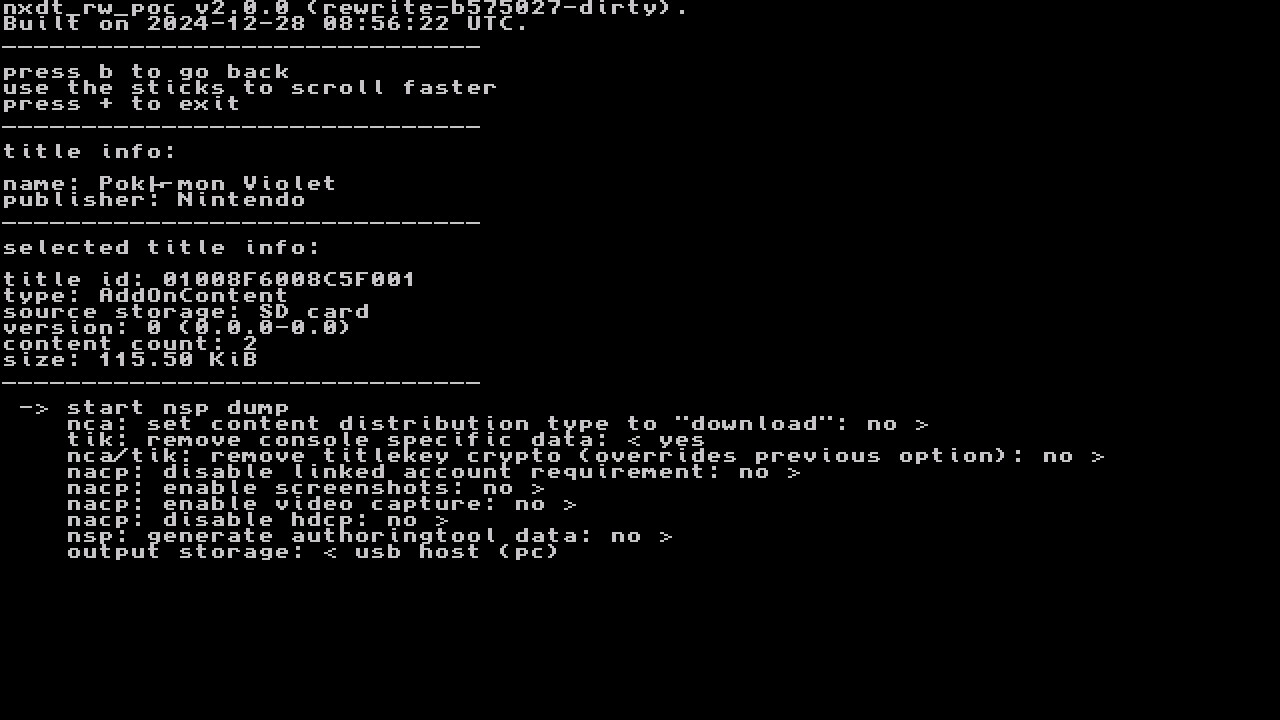 nxdt_rw_poc v2.0.0 (rewrite-b575027-dirty).
Built on 2024-12-28 08:56:22 UTC.
______________________________
press b to go back
use the sticks to scroll faster
press + to exit
______________________________
title info:
name: Pok├⌐mon Violet
publisher: Nintendo
______________________________
selected title info:
title id: 01008F6008C5F001
type: AddOnContent
source storage: SD card
version: 0 (0.0.0-0.0)
content count: 2
size: 115.50 KiB
______________________________
-> start nsp dump
nca: set content distribution type to "download": no >
tik: remove console specific data: < yes
nca/tik: remove titlekey crypto (overrides previous option): no >
nacp: disable linked account requirement: no >
nacp: enable screenshots: no >
nacp: enable video capture: no >
nacp: disable hdcp: no >
nsp: generate authoringtool data: no >
output storage: < usb host (pc)